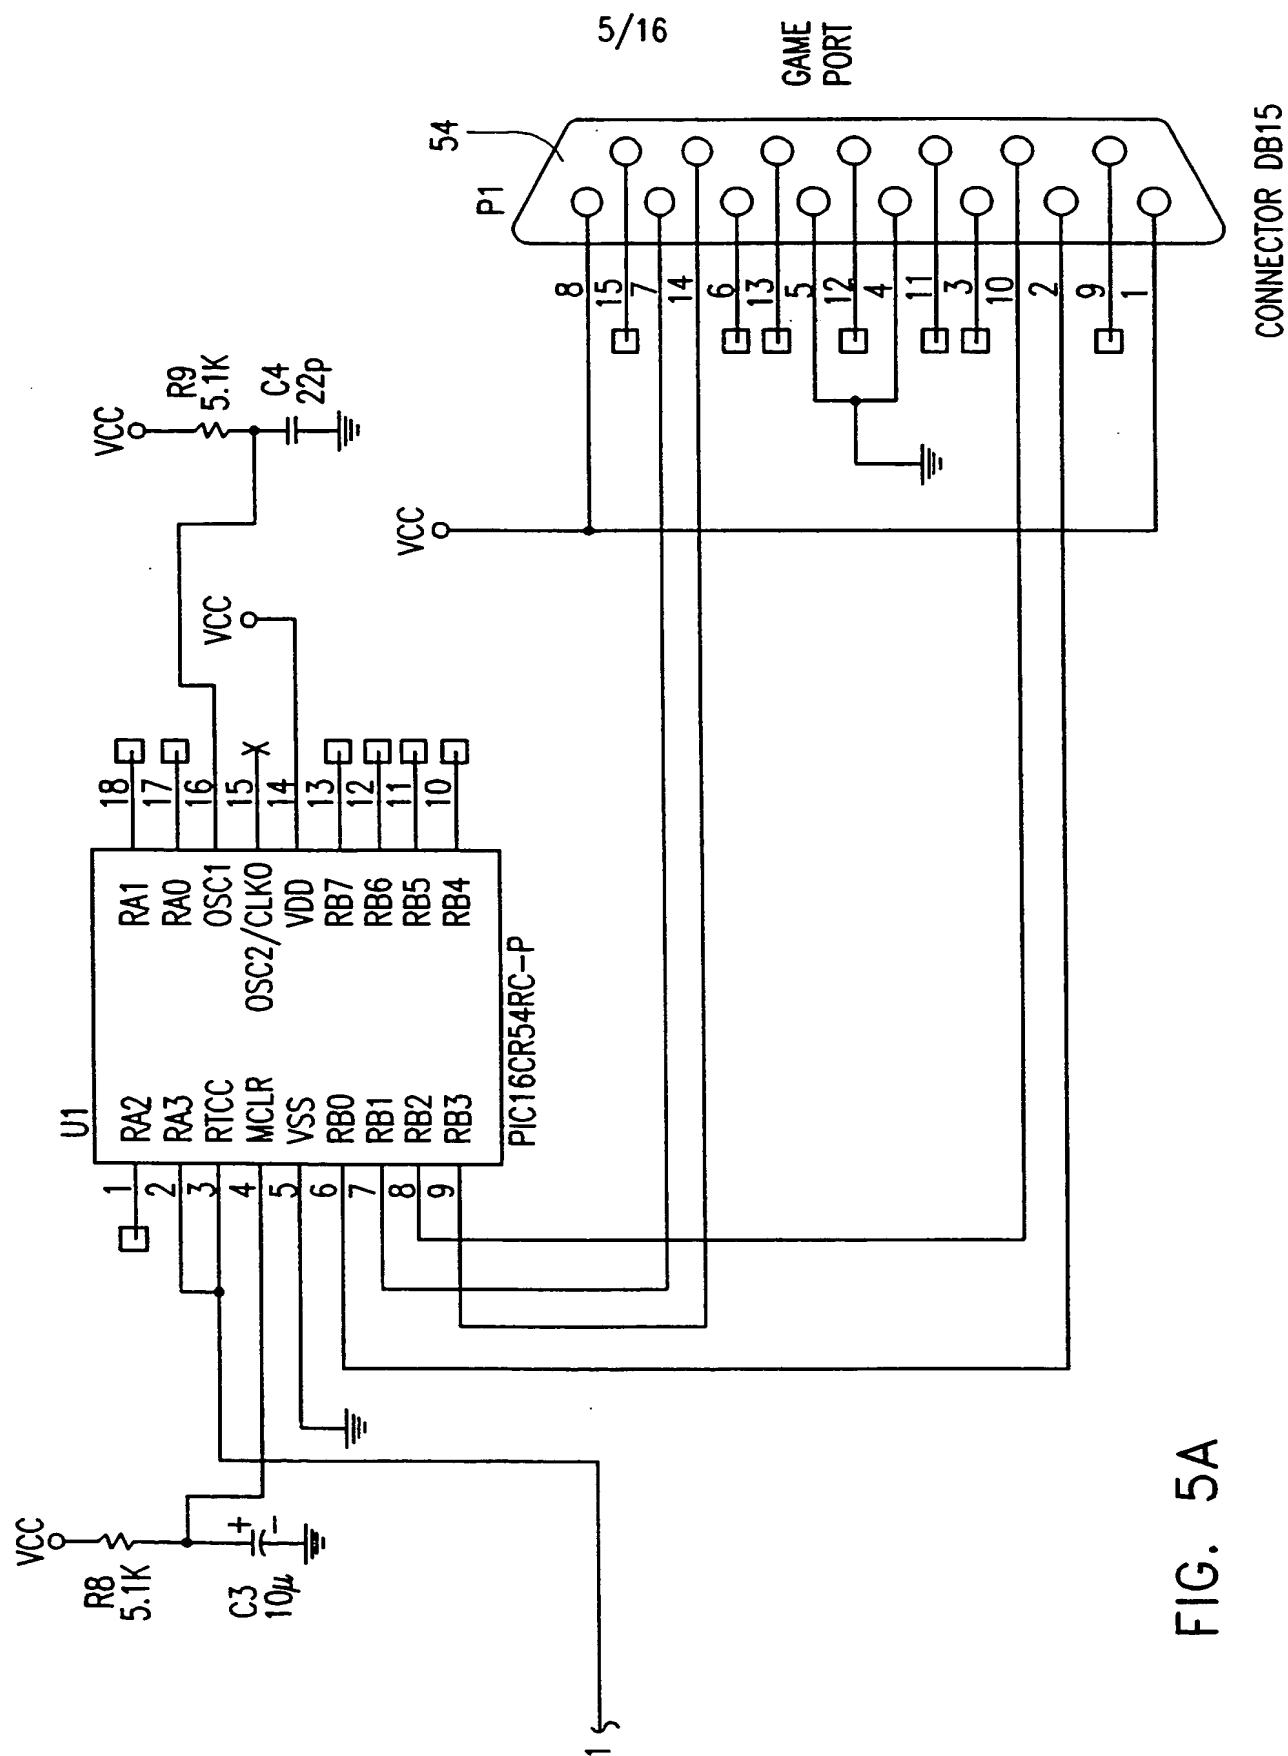 5/16
VCC
R8
5.1K
C3
10µ
+
-
1
U1
RA2
RA3
RTCC
MCLR
VSS
RB0
RB1
RB2
RB3
1
2
3
4
5
6
7
8
9
RA1
RA0
OSC1
OSC2/CLKO
VDD
RB7
RB6
RB5
RB4
18
17
16
15
14
13
12
11
10
X
PIC16CR54RC-P
VCC
VCC
R9
5.1K
C4
22p
VCC
P1
54
8
15
7
14
6
13
5
12
4
11
3
10
2
9
1
GAME
PORT
CONNECTOR DB15
FIG. 5A